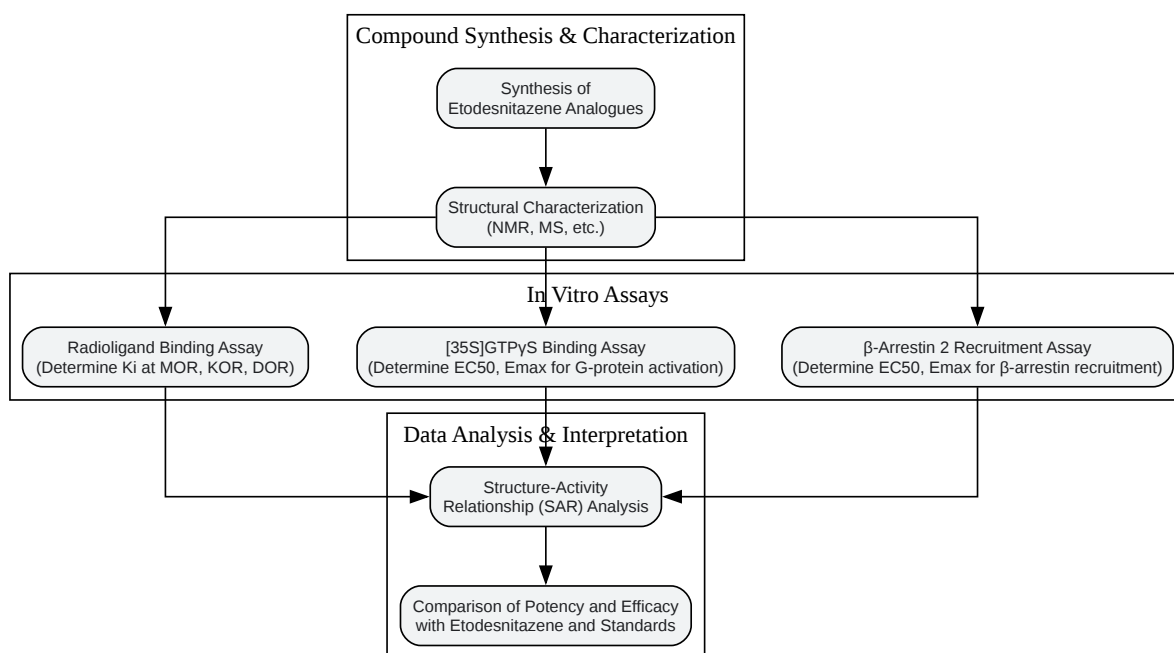 Compound Synthesis & Characterization
Synthesis of
Etodesnitazene Analogues
Structural Characterization
(NMR, MS, etc.)
In Vitro Assays
Radioligand Binding Assay
(Determine Ki at MOR, KOR, DOR)
[35S]GTPγS Binding Assay
(Determine EC50, Emax for G-protein activation)
β-Arrestin 2 Recruitment Assay
(Determine EC50, Emax for β-arrestin recruitment)
Data Analysis & Interpretation
Structure-Activity
Relationship (SAR) Analysis
Comparison of Potency and Efficacy
with Etodesnitazene and Standards